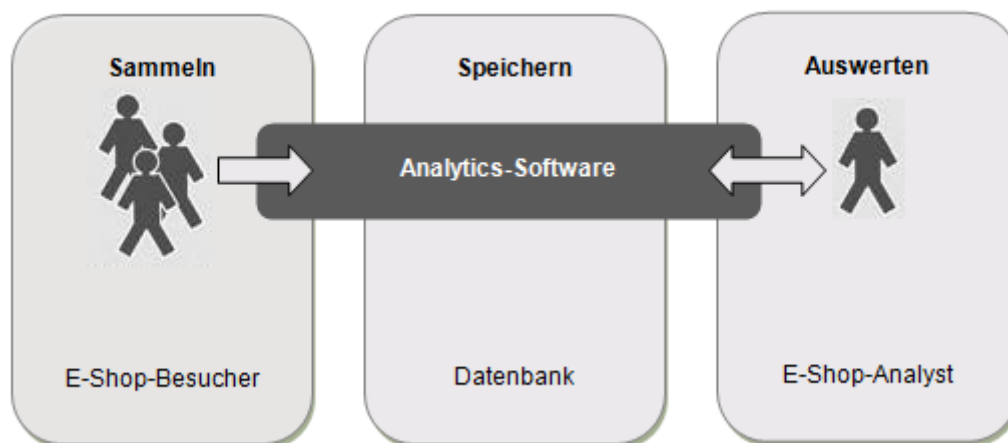 Sammeln
Speichern
Auswerten
Analytics-Software
E-Shop-Besucher
Datenbank
E-Shop-Analyst